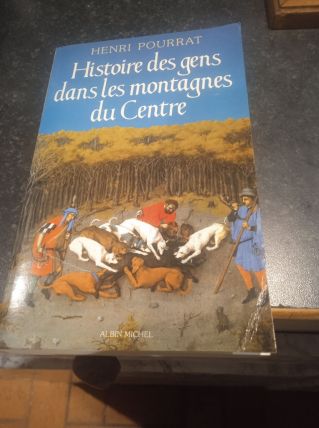 HENRI POURRAT
Histoire des gens
dans les montagnes
du Centre
ALBIN MICHEL